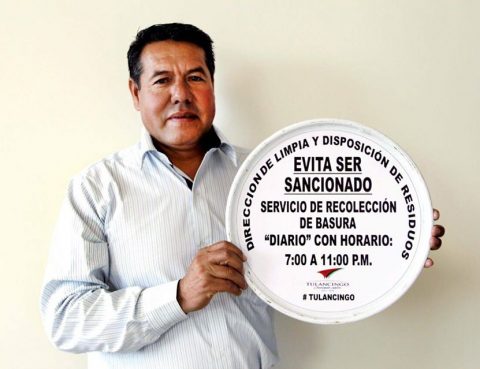 DIRECCION DE LIMPIA Y DISPOSICIÓN DE RESIDUOS
EVITA SER
SANCIONADO
SERVICIO DE RECOLECCIÓN
DE BASURA
“DIARIO” CON HORARIO:
7:00 A 11:00 P.M.
TULANCINGO
# TULANCINGO